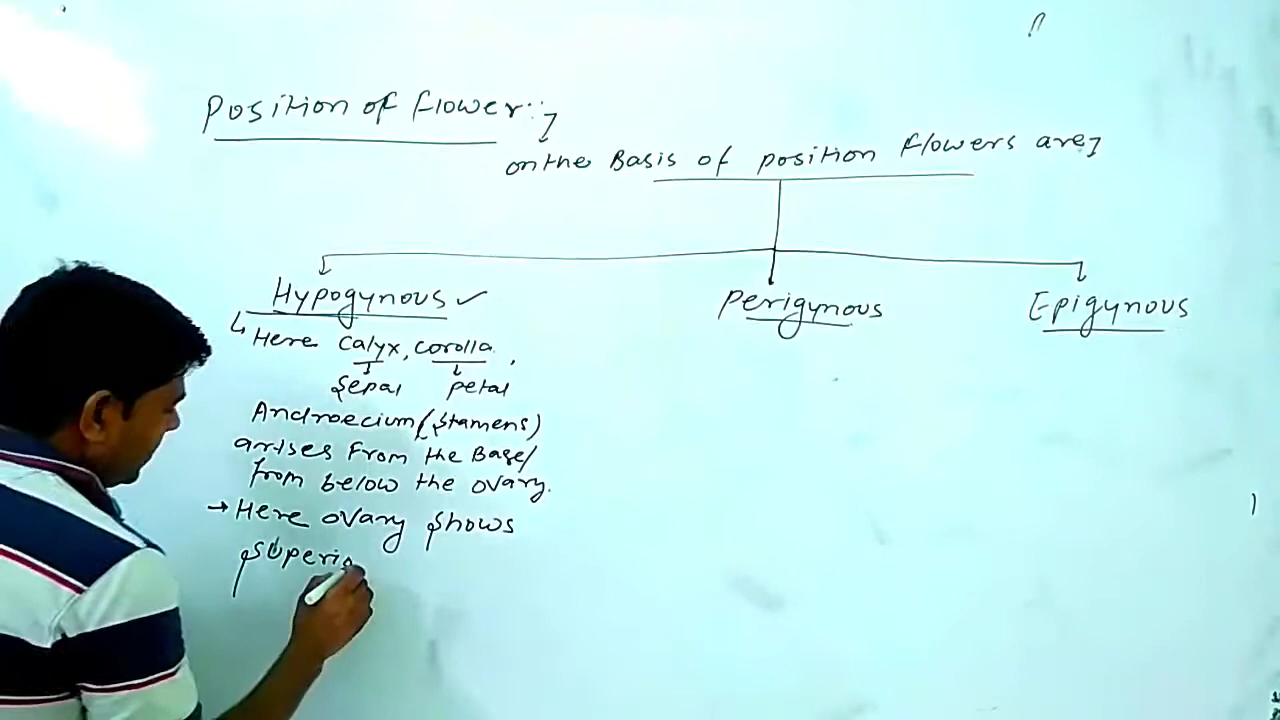 Position of flower:
on the Basis of position flowers are
Hypogynous ✓
Perigynous
Epigynous
Here Calyx, Corolla,
Sepal petal
Androecium (Stamens)
arises From the Base/
from below the ovary.
→ Here ovary shows
Superio